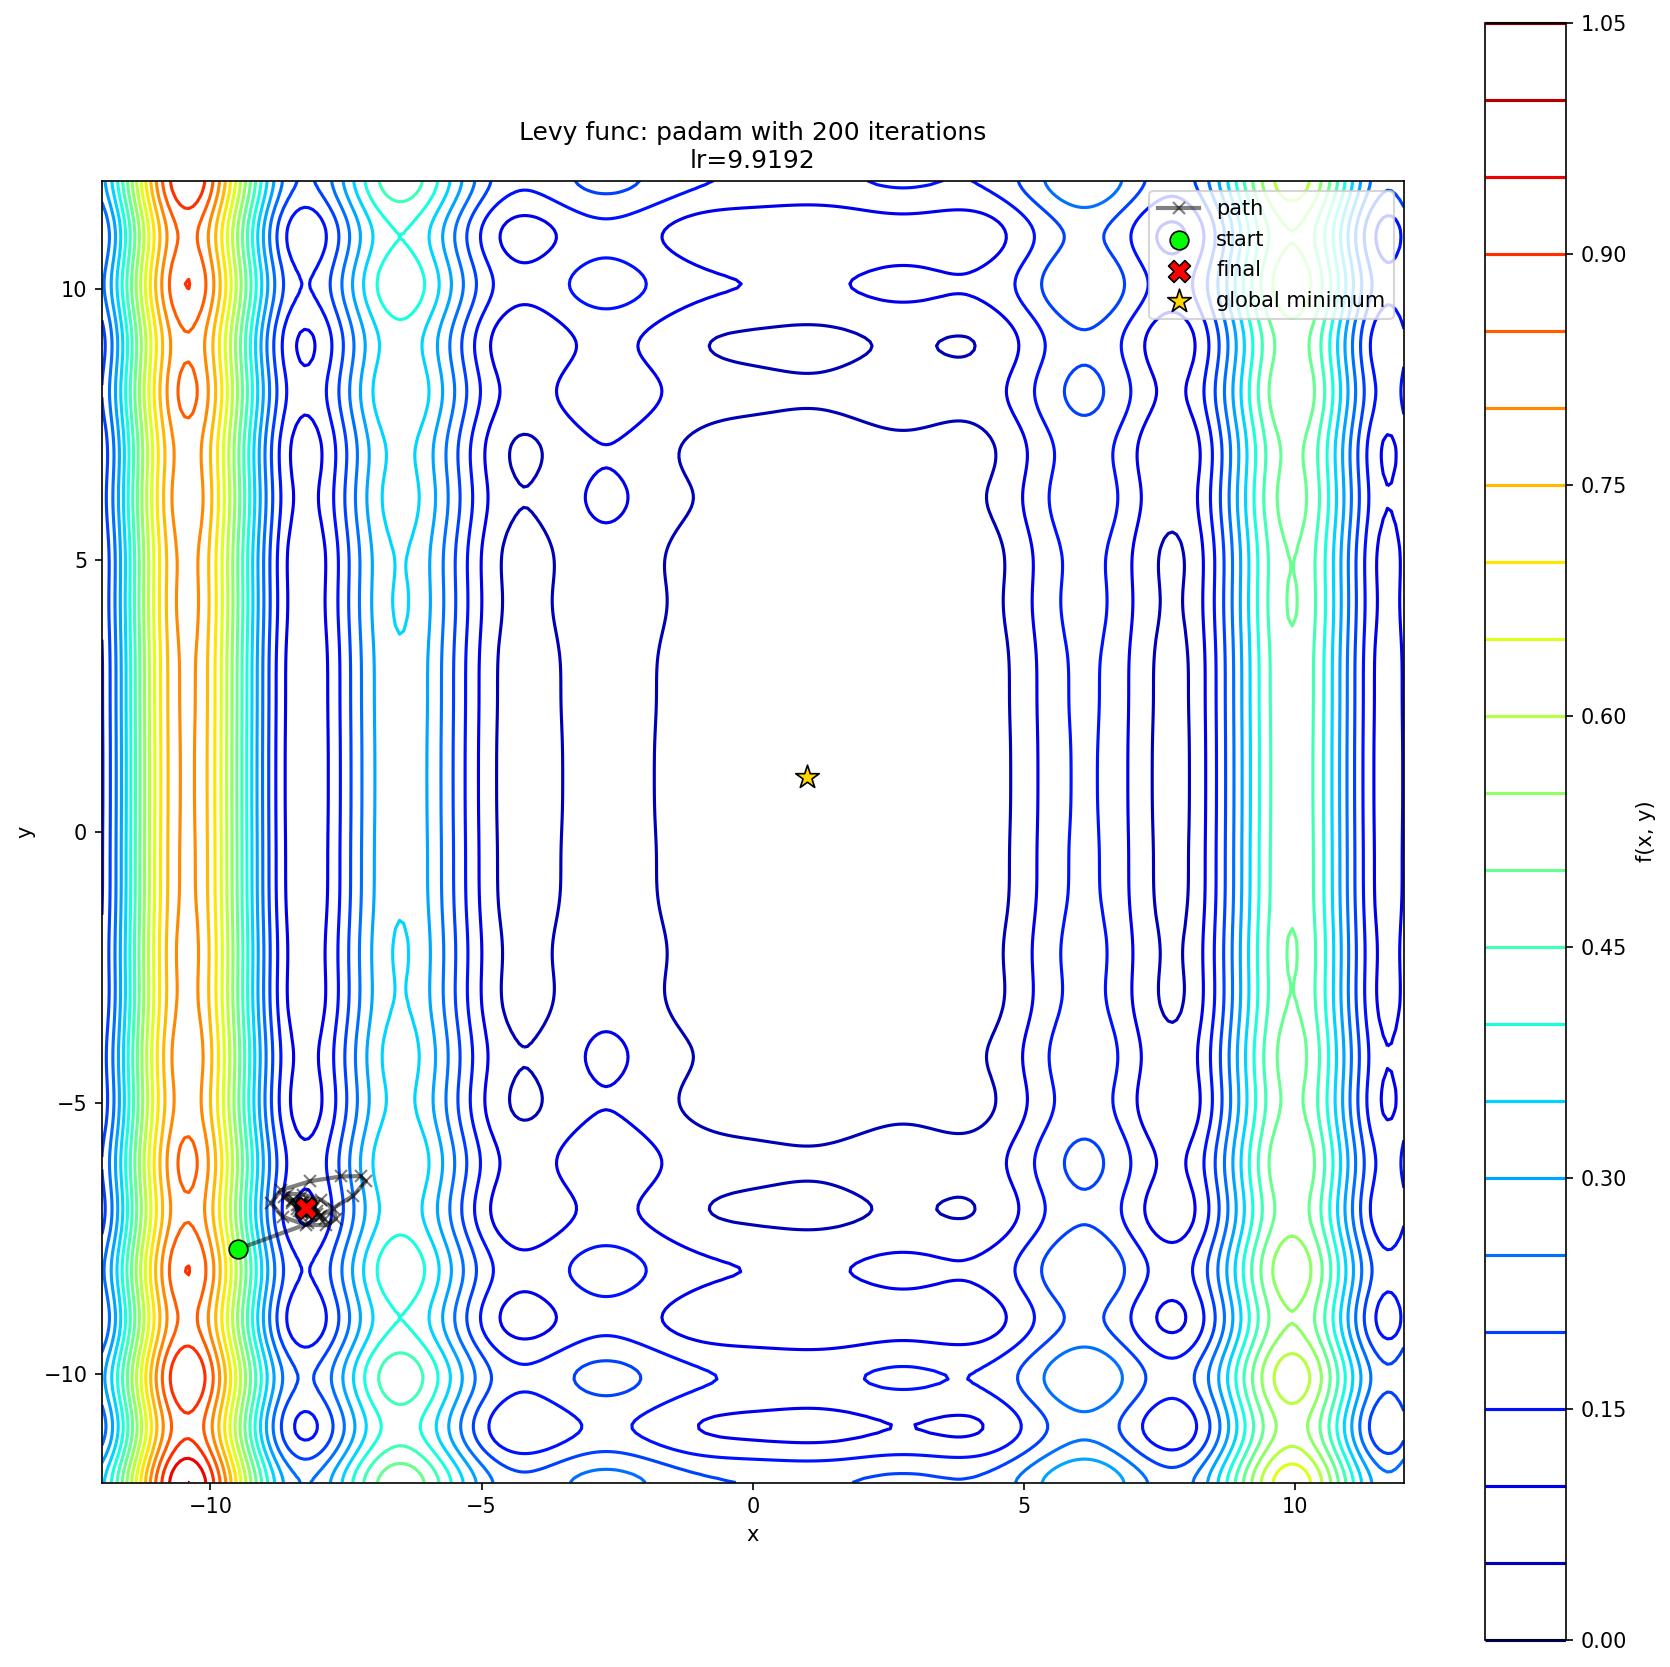 Levy func: padam with 200 iterations
lr=9.9192
path
start
final
global minimum
10
5
0
−5
−10
y
−10
−5
0
5
10
x
1.05
0.90
0.75
0.60
0.45
0.30
0.15
0.00
f(x, y)